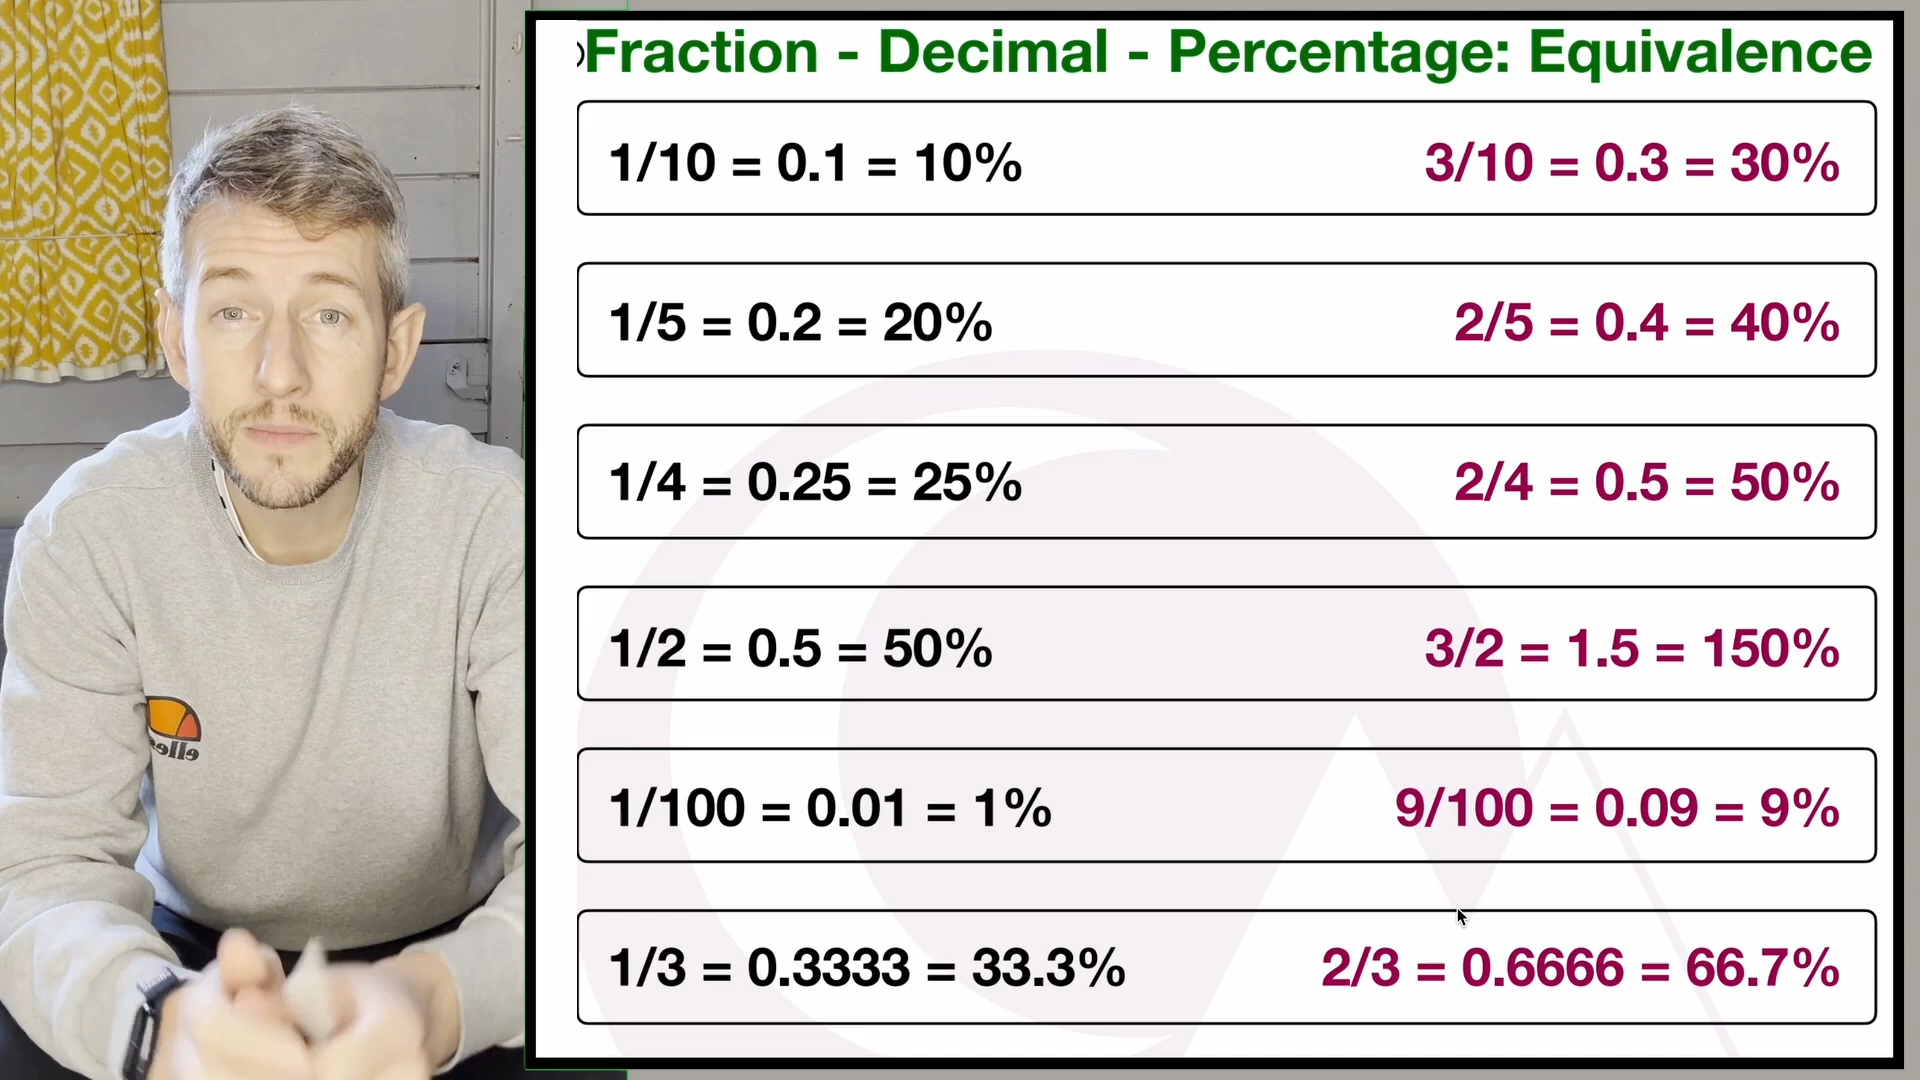 Fraction - Decimal - Percentage: Equivalence
1/10 = 0.1 = 10% 3/10 = 0.3 = 30%
1/5 = 0.2 = 20% 2/5 = 0.4 = 40%
1/4 = 0.25 = 25% 2/4 = 0.5 = 50%
1/2 = 0.5 = 50% 3/2 = 1.5 = 150%
1/100 = 0.01 = 1% 9/100 = 0.09 = 9%
1/3 = 0.3333 = 33.3% 2/3 = 0.6666 = 66.7%